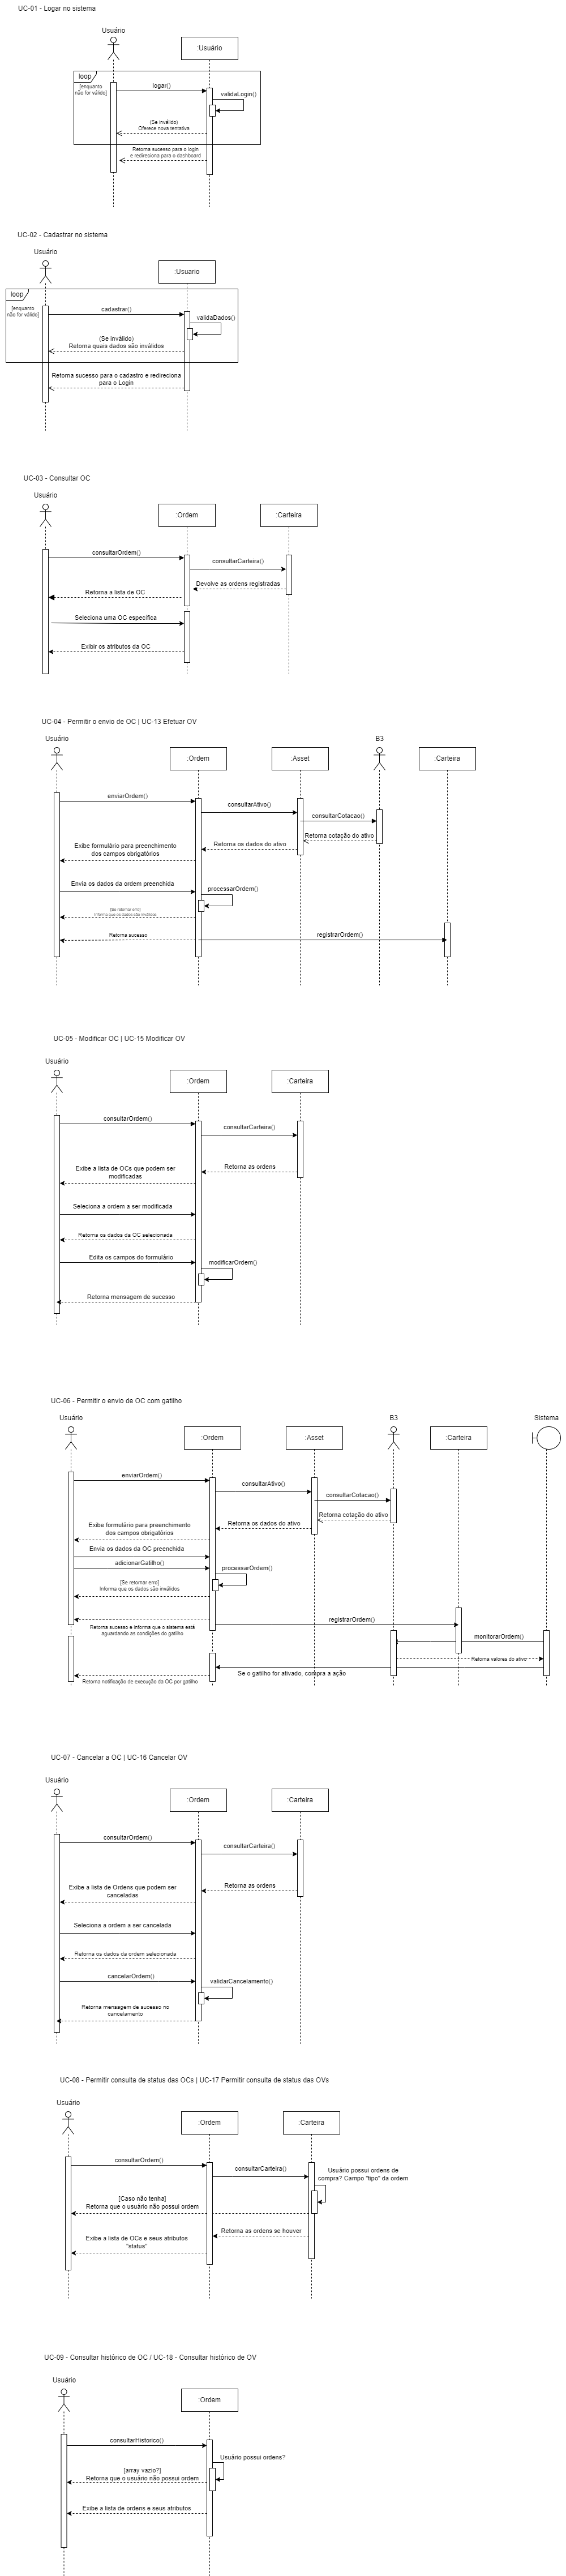 UC-01 - Logar no sistema
Usuário
:Usuário
loop
[enquanto
não for válido]
logar()
validaLogin()
(Se inválido)
Oferece nova tentativa
Retorna sucesso para o login
e redireciona para o dashboard
UC-02 - Cadastrar no sistema
Usuário
:Usuario
loop
[enquanto
não for válido]
cadastrar()
validaDados()
(Se inválido)
Retorna quais dados são inválidos
Retorna sucesso para o cadastro e redireciona
para o Login
UC-03 - Consultar OC
Usuário
:Ordem
:Carteira
consultarOrdem()
consultarCarteira()
Devolve as ordens registradas
Retorna a lista de OC
Seleciona uma OC específica
Exibir os atributos da OC
UC-04 - Permitir o envio de OC | UC-13 Efetuar OV
Usuário
B3
:Ordem
:Asset
:Carteira
enviarOrdem()
consultarAtivo()
consultarCotacao()
Retorna cotação do ativo
Retorna os dados do ativo
Exibe formulário para preenchimento
dos campos obrigatórios
Envia os dados da ordem preenchida
processarOrdem()
[Se retornar erro]
Informa que os dados são inválidos
Retorna sucesso
registrarOrdem()
UC-05 - Modificar OC | UC-15 Modificar OV
Usuário
:Ordem
:Carteira
consultarOrdem()
consultarCarteira()
Retorna as ordens
Exibe a lista de OCs que podem ser
modificadas
Seleciona a ordem a ser modificada
Retorna os dados da OC selecionada
Edita os campos do formulário
modificarOrdem()
Retorna mensagem de sucesso
UC-06 - Permitir o envio de OC com gatilho
Usuário
B3
Sistema
:Ordem
:Asset
:Carteira
enviarOrdem()
consultarAtivo()
consultarCotacao()
Retorna cotação do ativo
Retorna os dados do ativo
Exibe formulário para preenchimento
dos campos obrigatórios
Envia os dados da OC preenchida
adicionarGatilho()
processarOrdem()
[Se retornar erro]
Informa que os dados são inválidos
registrarOrdem()
Retorna sucesso e informa que o sistema está
aguardando as condições do gatilho
monitorarOrdem()
Retorna valores do ativo
Se o gatilho for ativado, compra a ação
Retorna notificação de execução da OC por gatilho
UC-07 - Cancelar a OC | UC-16 Cancelar OV
Usuário
:Ordem
:Carteira
consultarOrdem()
consultarCarteira()
Retorna as ordens
Exibe a lista de Ordens que podem ser
canceladas
Seleciona a ordem a ser cancelada
Retorna os dados da ordem selecionada
cancelarOrdem()
validarCancelamento()
Retorna mensagem de sucesso no
cancelamento
UC-08 - Permitir consulta de status das OCs | UC-17 Permitir consulta de status das OVs
Usuário
:Ordem
:Carteira
consultarOrdem()
consultarCarteira()
Usuário possui ordens de
compra? Campo "tipo" da ordem
[Caso não tenha]
Retorna que o usuário não possui ordem
Retorna as ordens se houver
Exibe a lista de OCs e seus atributos
"status"
UC-09 - Consultar histórico de OC / UC-18 - Consultar histórico de OV
Usuário
:Ordem
consultarHistorico()
Usuário possui ordens?
[array vazio?]
Retorna que o usuário não possui ordem
Exibe a lista de ordens e seus atributos